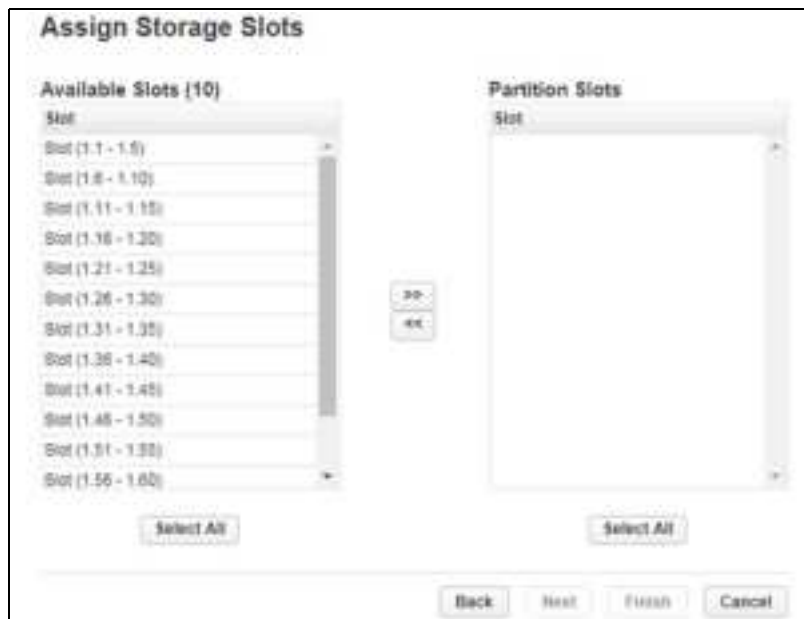 Assign Storage Slots
Available Slots (10)
Slot
Slot (1.1 - 1.5)
Slot (1.6 - 1.10)
Slot (1.11 - 1.15)
Slot (1.16 - 1.20)
Slot (1.21 - 1.25)
Slot (1.26 - 1.30)
Slot (1.31 - 1.35)
Slot (1.36 - 1.40)
Slot (1.41 - 1.45)
Slot (1.46 - 1.50)
Slot (1.51 - 1.55)
Slot (1.56 - 1.60)
Select All
>>
<<
Partition Slots
Slot
Select All
Back
Next
Finish
Cancel